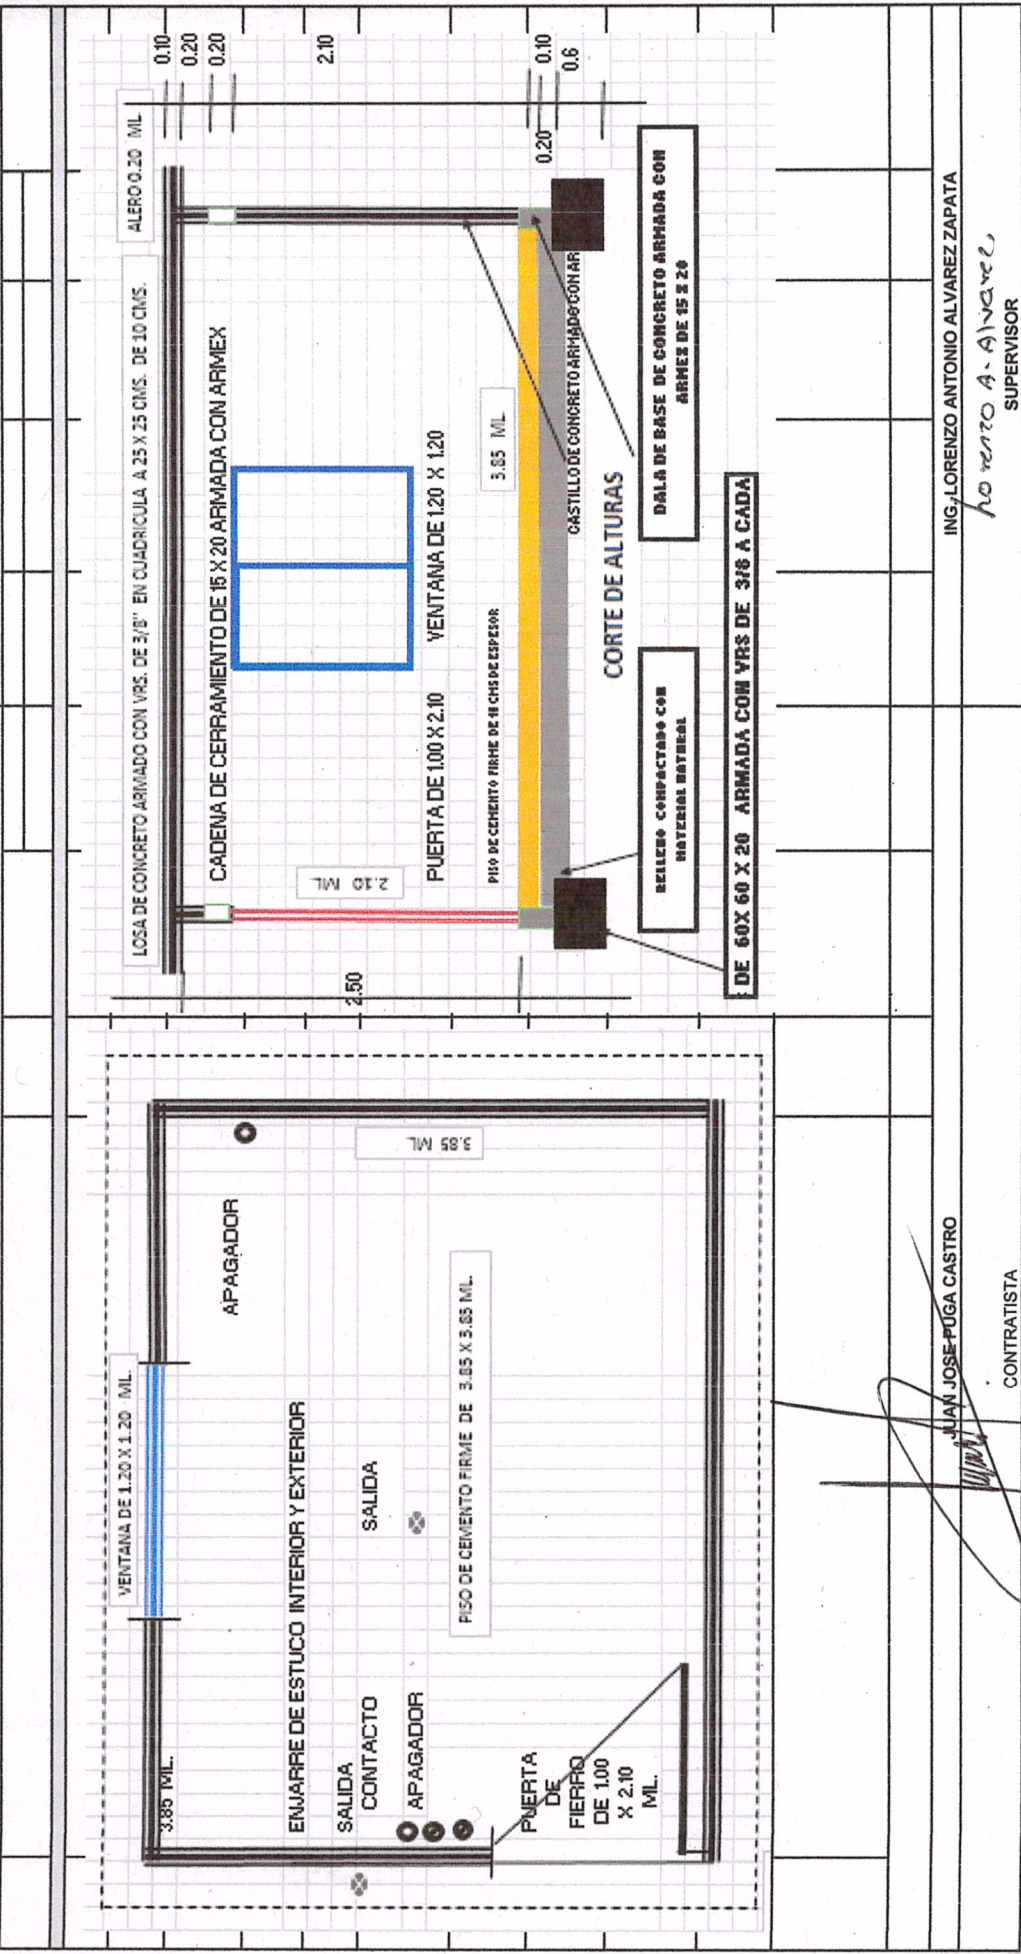 VENTANA DE 1.20 X 1.20 ML.
3.85 ML.
APAGADOR
ENJARRE DE ESTUCO INTERIOR Y EXTERIOR
SALIDA
CONTACTO
SALIDA
APAGADOR
3.85 ML
PISO DE CEMENTO FIRME DE 3.85 X 3.85 ML.
PUERTA
DE
FIERRO
DE 1.00
X 2.10
ML.
LOSA DE CONCRETO ARMADO CON VRS. DE 3/8" EN CUADRICULA A 25 X 25 CMS. DE 10 CMS.
ALERO 0.20 ML
0.10
0.20
0.20
2.10
0.10
0.6
0.20
CADENA DE CERRAMIENTO DE 15 X 20 ARMADA CON ARMEX
2.10 ML
2.50
PUERTA DE 1.00 X 2.10
VENTANA DE 1.20 X 1.20
3.85 ML
PISO DE CEMENTO FIRME DE CMS DE ESPESOR
CASTILLO DE CONCRETO ARMADO CON AR
CORTE DE ALTURAS
RELLENO COMPACTADO CON
MATERIAL NATURAL
DALA DE BASE DE CONCRETO ARMADA CON
ARMEX DE 15 X 20
DE 60X 60 X 20 ARMADA CON VRS DE 3/8 A CADA
JUAN JOSE PUGA CASTRO
CONTRATISTA
ING. LORENZO ANTONIO ALVAREZ ZAPATA
Lorenzo A. Alvarez
SUPERVISOR